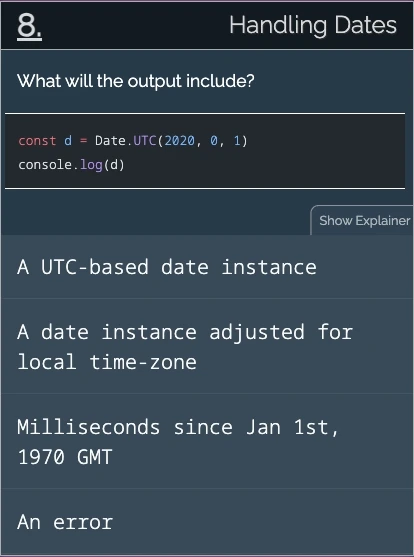 8.
Handling Dates
What will the output include?
const d = Date.UTC(2020, 0, 1)
console.log(d)
Show Explainer
A UTC-based date instance
A date instance adjusted for
local time-zone
Milliseconds since Jan 1st,
1970 GMT
An error